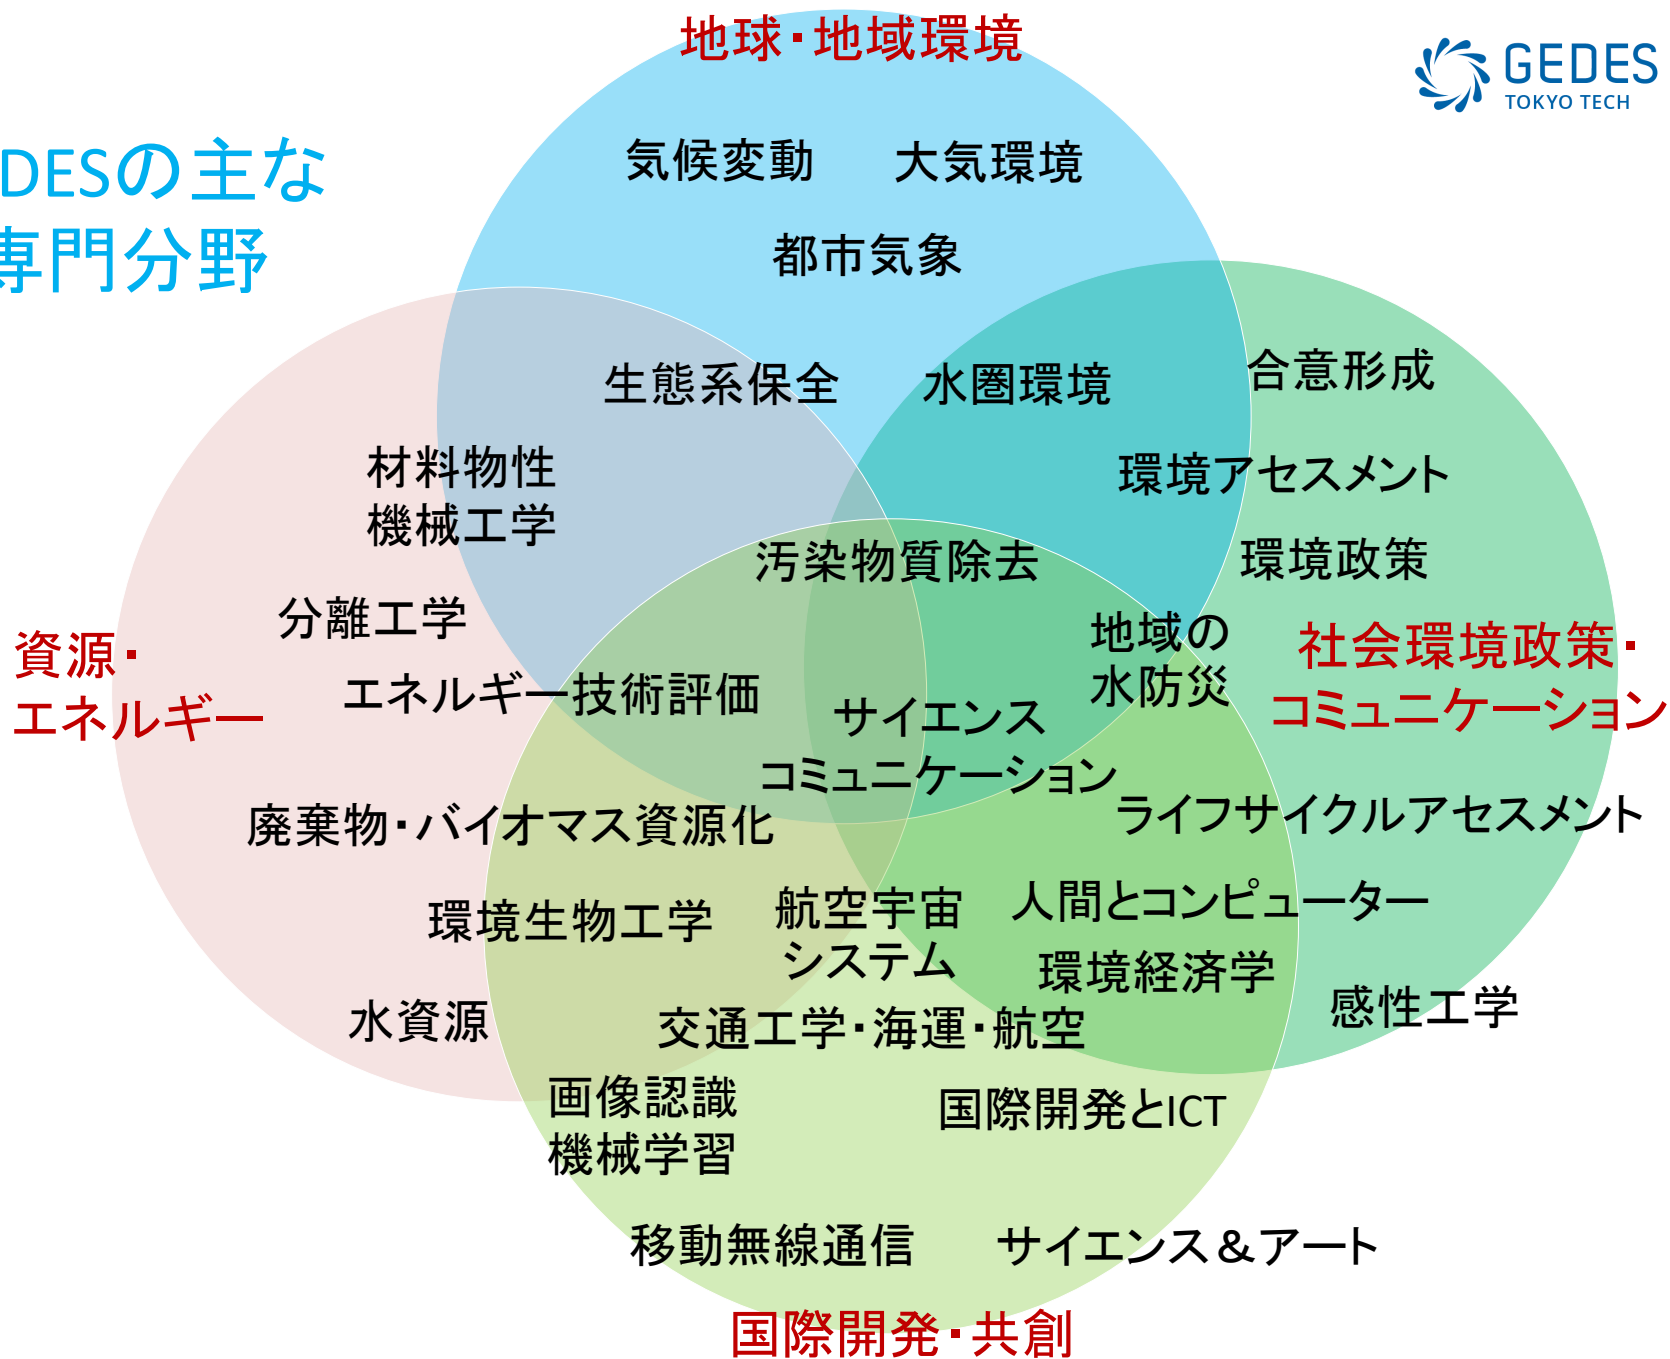 地球・地域環境
GEDES
TOKYO TECH
DESの主な
専門分野
気候変動
大気環境
都市気象
生態系保全
水圏環境
合意形成
材料物性
機械工学
環境アセスメント
環境政策
汚染物質除去
分離工学
地域の
水防災
資源・
エネルギー
社会環境政策・
コミュニケーション
エネルギー技術評価
サイエンス
コミュニケーション
廃棄物・バイオマス資源化
ライフサイクルアセスメント
環境生物工学
航空宇宙
システム
人間とコンピューター
環境経済学
水資源
感性工学
交通工学・海運・航空
画像認識
機械学習
国際開発とICT
移動無線通信
サイエンス＆アート
国際開発・共創